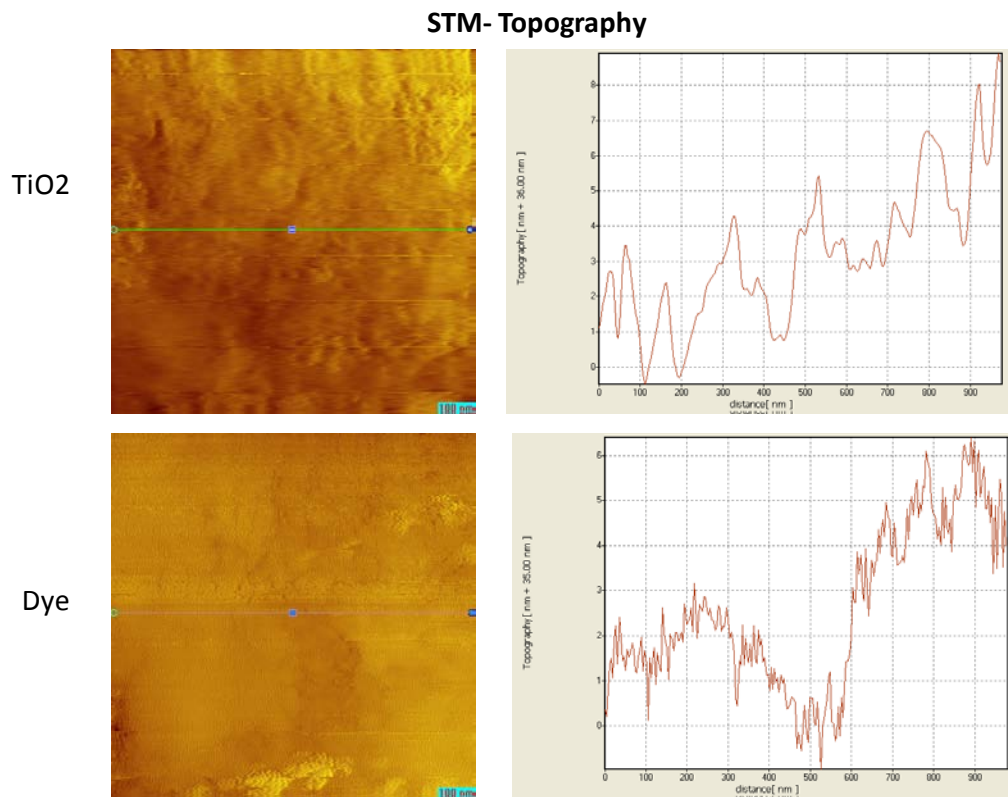 STM- Topography
TiO2
100 nm
Topography[ nm + 36.00 nm ]
8
7
6
5
4
3
2
1
0
0 100 200 300 400 500 600 700 800 900
distance[ nm ]
Dye
100 nm
Topography[ nm + 35.00 nm ]
6
5
4
3
2
1
0
0 100 200 300 400 500 600 700 800 900
distance[ nm ]